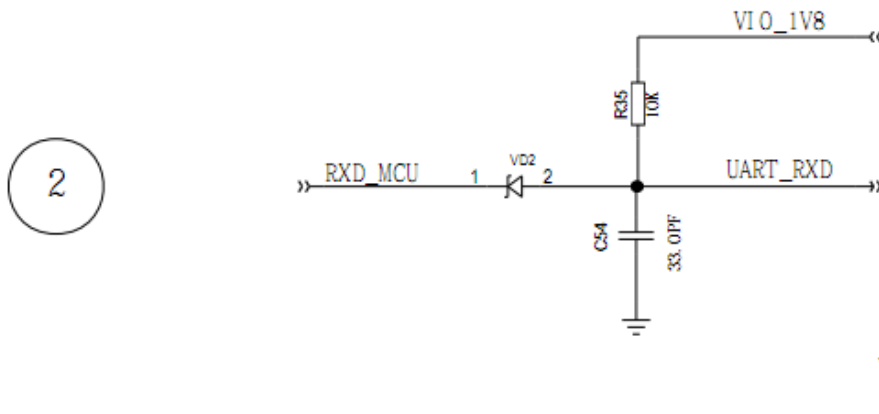 VIO_1V8
R35
10K
2
RXD_MCU
1
VD2
2
UART_RXD
C54
33.0PF